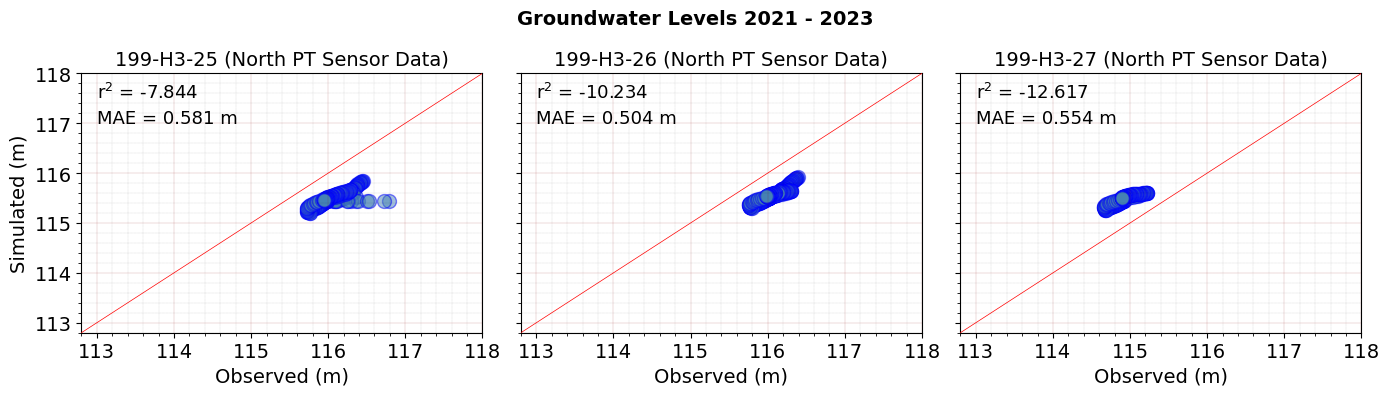 Groundwater Levels 2021 - 2023
199-H3-25 (North PT Sensor Data)
199-H3-26 (North PT Sensor Data)
199-H3-27 (North PT Sensor Data)
r² = -7.844
MAE = 0.581 m
r² = -10.234
MAE = 0.504 m
r² = -12.617
MAE = 0.554 m
Simulated (m)
118
117
116
115
114
113
113 114 115 116 117 118
113 114 115 116 117 118
113 114 115 116 117 118
Observed (m)
Observed (m)
Observed (m)